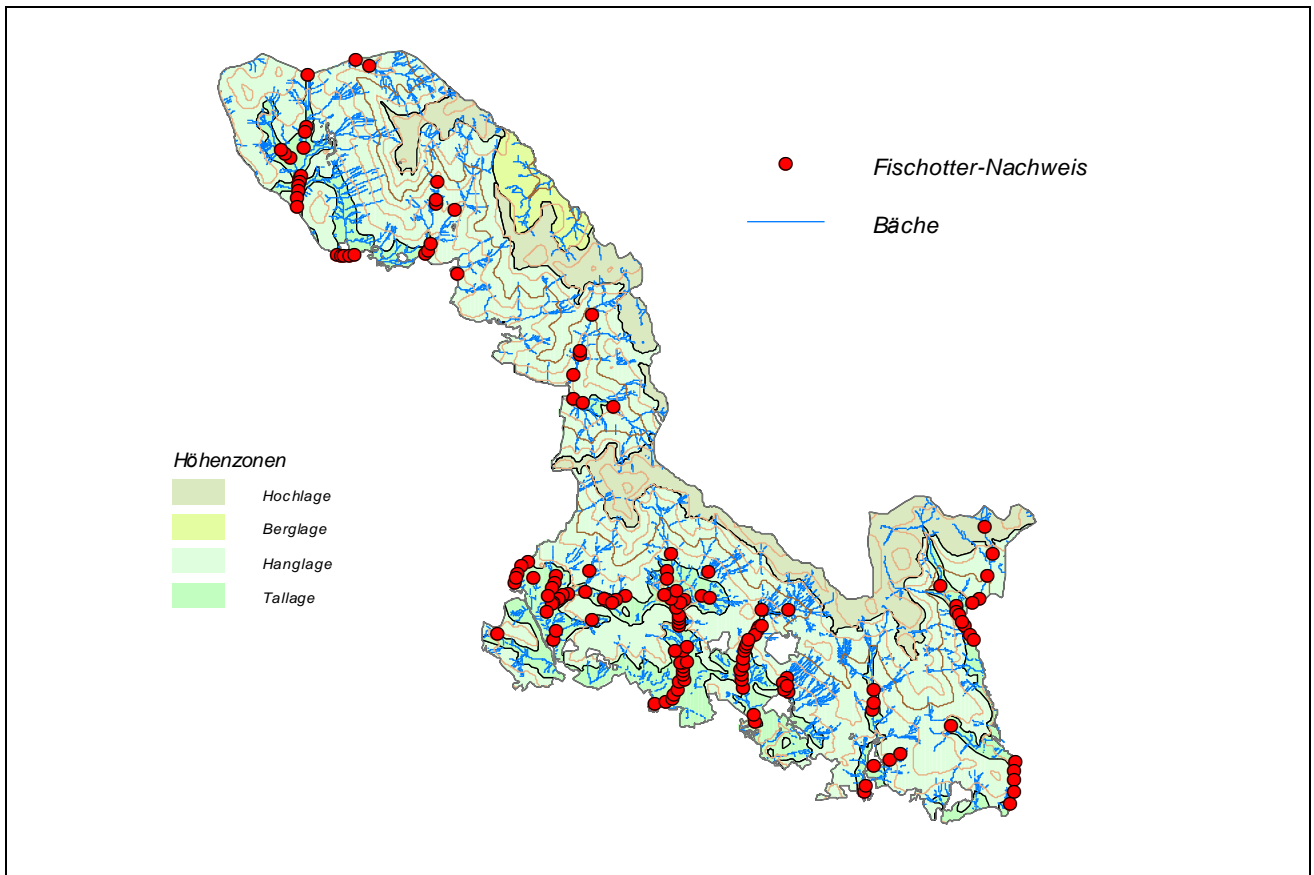 Fischotter-Nachweis
Bäche
Höhenzonen
Hochlage
Berglage
Hanglage
Tallage